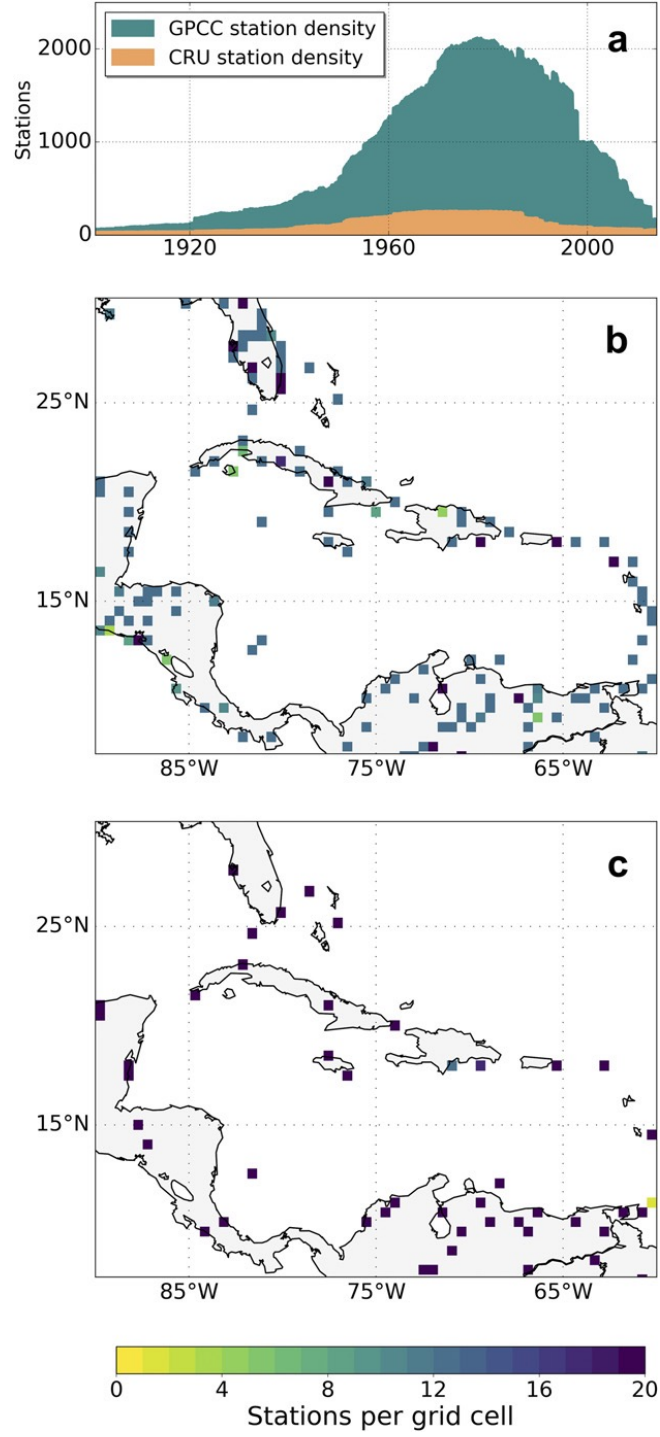 GPCC station density
CRU station density
a
2000
1000
0
Stations
1920 1960 2000
b
25°N
15°N
85°W 75°W 65°W
c
25°N
15°N
85°W 75°W 65°W
0 4 8 12 16 20
Stations per grid cell